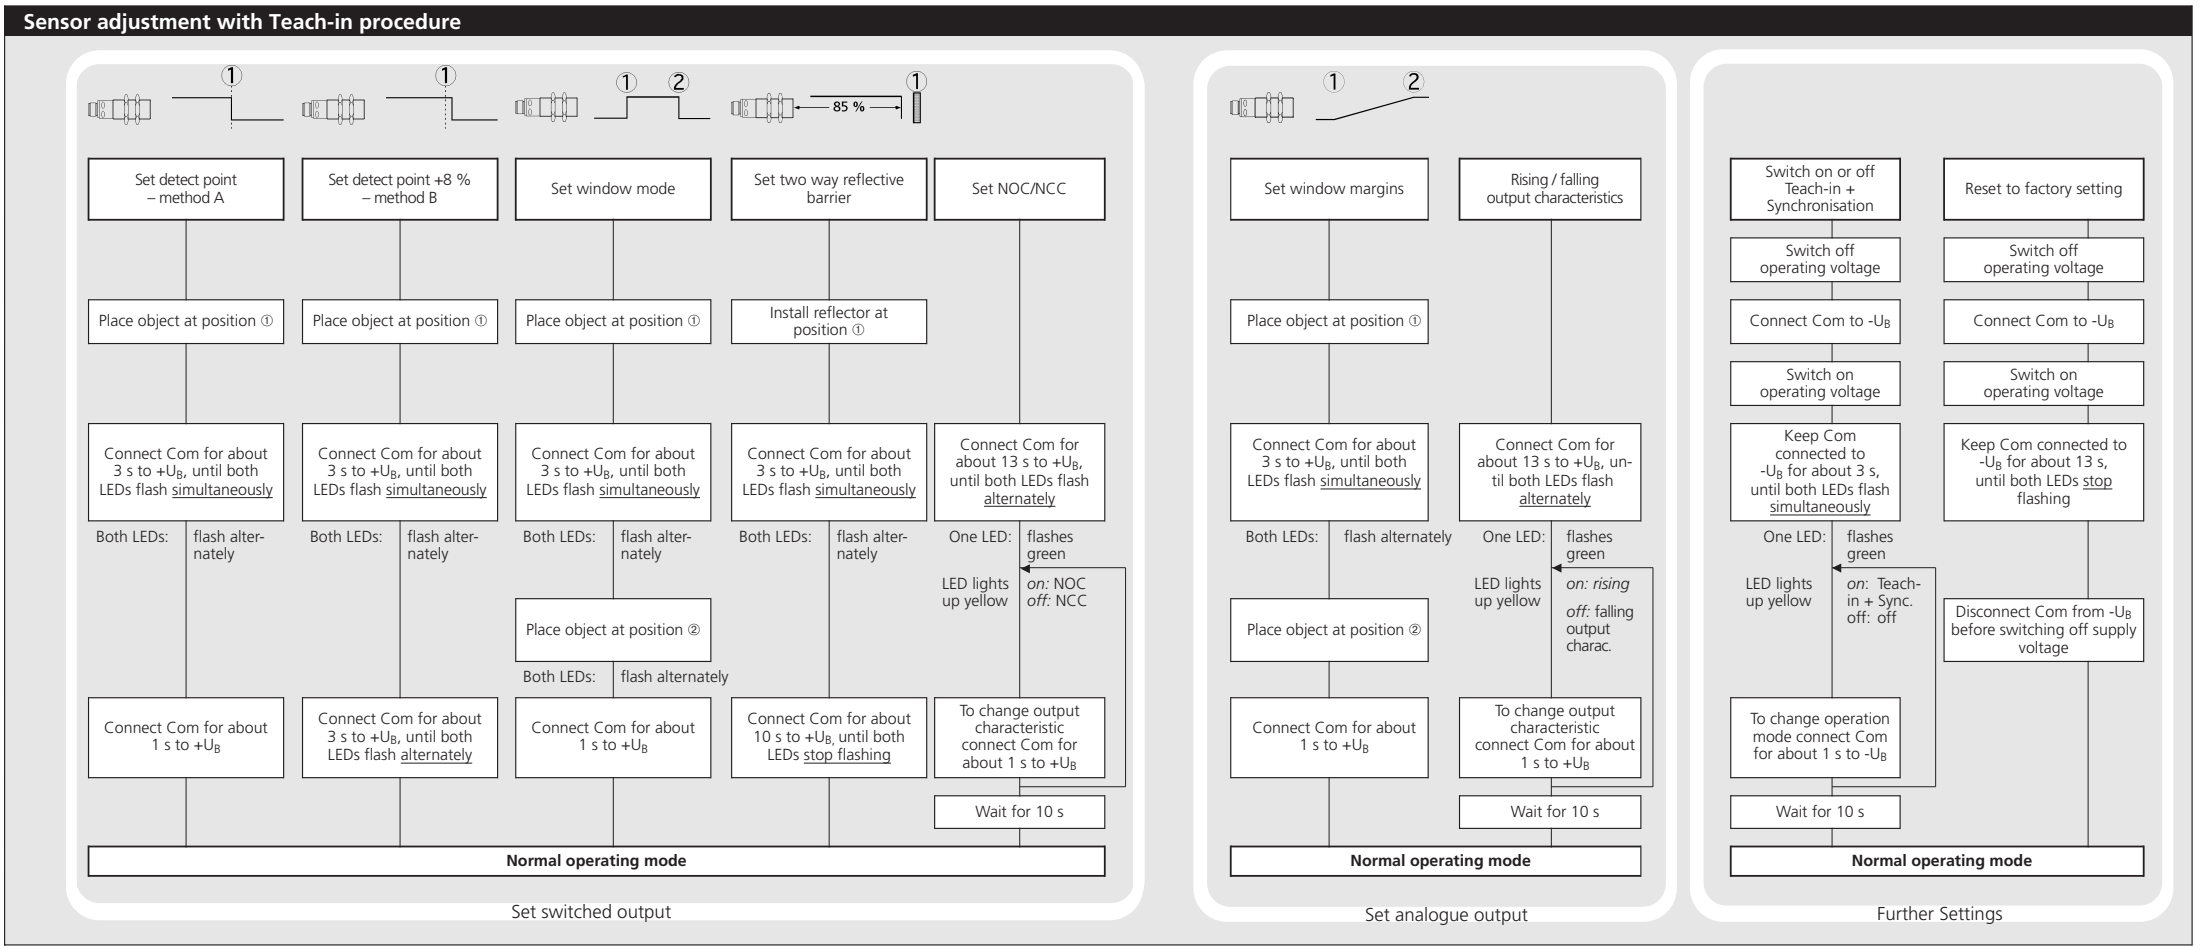 Sensor adjustment with Teach-in procedure
①
Set detect point
– method A
Place object at position ①
Connect Com for about
3 s to +UB, until both
LEDs flash simultaneously
Both LEDs: flash alter-
nately
Connect Com for about
1 s to +UB
①
Set detect point +8 %
– method B
Place object at position ①
Connect Com for about
3 s to +UB, until both
LEDs flash simultaneously
Both LEDs: flash alter-
nately
Connect Com for about
3 s to +UB, until both
LEDs flash alternately
① ②
Set window mode
Place object at position ①
Connect Com for about
3 s to +UB, until both
LEDs flash simultaneously
Both LEDs: flash alter-
nately
Place object at position ②
Both LEDs: flash alternately
Connect Com for about
1 s to +UB
①
85 %
Set two way reflective
barrier
Install reflector at
position ①
Connect Com for about
3 s to +UB, until both
LEDs flash simultaneously
Both LEDs: flash alter-
nately
Connect Com for about
10 s to +UB, until both
LEDs stop flashing
Set NOC/NCC
Connect Com for
about 13 s to +UB,
until both LEDs flash
alternately
One LED: flashes
green
LED lights
up yellow
on: NOC
off: NCC
To change output
characteristic
connect Com for
about 1 s to +UB
Wait for 10 s
Normal operating mode
Set switched output
① ②
Set window margins
Place object at position ①
Connect Com for about
3 s to +UB, until both
LEDs flash simultaneously
Both LEDs: flash alternately
Place object at position ②
Connect Com for about
1 s to +UB
Rising / falling
output characteristics
Connect Com for
about 13 s to +UB, un-
til both LEDs flash
alternately
One LED: flashes
green
LED lights
up yellow
on: rising
off: falling
output
charac.
To change output
characteristic
connect Com for about
1 s to +UB
Wait for 10 s
Normal operating mode
Set analogue output
Switch on or off
Teach-in +
Synchronisation
Switch off
operating voltage
Connect Com to -UB
Switch on
operating voltage
Keep Com
connected to
-UB for about 3 s,
until both LEDs flash
simultaneously
One LED: flashes
green
LED lights
up yellow
on: Teach-
in + Sync.
off: off
To change operation
mode connect Com
for about 1 s to -UB
Wait for 10 s
Reset to factory setting
Switch off
operating voltage
Connect Com to -UB
Switch on
operating voltage
Keep Com connected to
-UB for about 13 s,
until both LEDs stop
flashing
Disconnect Com from -UB
before switching off supply
voltage
Normal operating mode
Further Settings